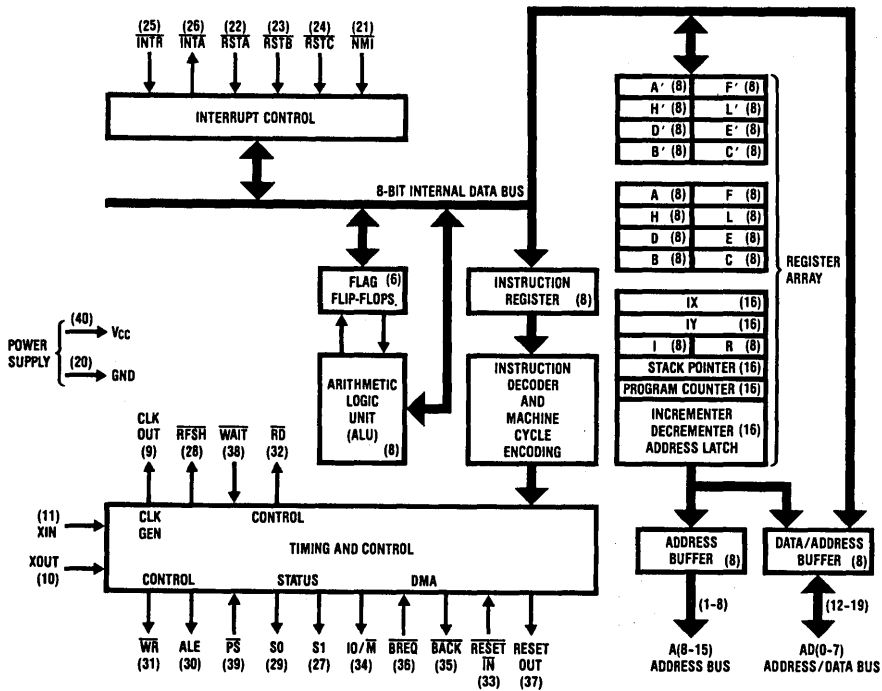 (25) (26) (22) (23) (24) (21)
INTR INTA RSTA RSTB RSTC NMI
INTERRUPT CONTROL
8-BIT INTERNAL DATA BUS
A' (8) F' (8)
H' (8) L' (8)
D' (8) E' (8)
B' (8) C' (8)
A (8) F (8)
H (8) L (8)
D (8) E (8)
B (8) C (8)
IX (16)
IY (16)
I (8) R (8)
STACK POINTER (16)
PROGRAM COUNTER (16)
INCREMENTER
DECREMENTER (16)
ADDRESS LATCH
REGISTER
ARRAY
FLAG (6)
FLIP-FLOPS
INSTRUCTION
REGISTER (8)
POWER
SUPPLY
(40)
VCC
(20)
GND
ARITHMETIC
LOGIC
UNIT
(ALU)
(8)
INSTRUCTION
DECODER
AND
MACHINE
CYCLE
ENCODING
CLK
OUT
(9)
RFSH
(28)
WAIT
(38)
RD
(32)
(11)
XIN
XOUT
(10)
CLK
GEN
CONTROL
TIMING AND CONTROL
CONTROL STATUS DMA
WR
(31)
ALE
(30)
PS
(39)
S0
(29)
S1
(27)
IO/M
(34)
BREQ
(36)
BACK
(35)
RESET
IN
(33)
RESET
OUT
(37)
ADDRESS
BUFFER (8)
DATA/ADDRESS
BUFFER (8)
(1-8)
(12-19)
A(8-15)
ADDRESS BUS
AD(0-7)
ADDRESS/DATA BUS